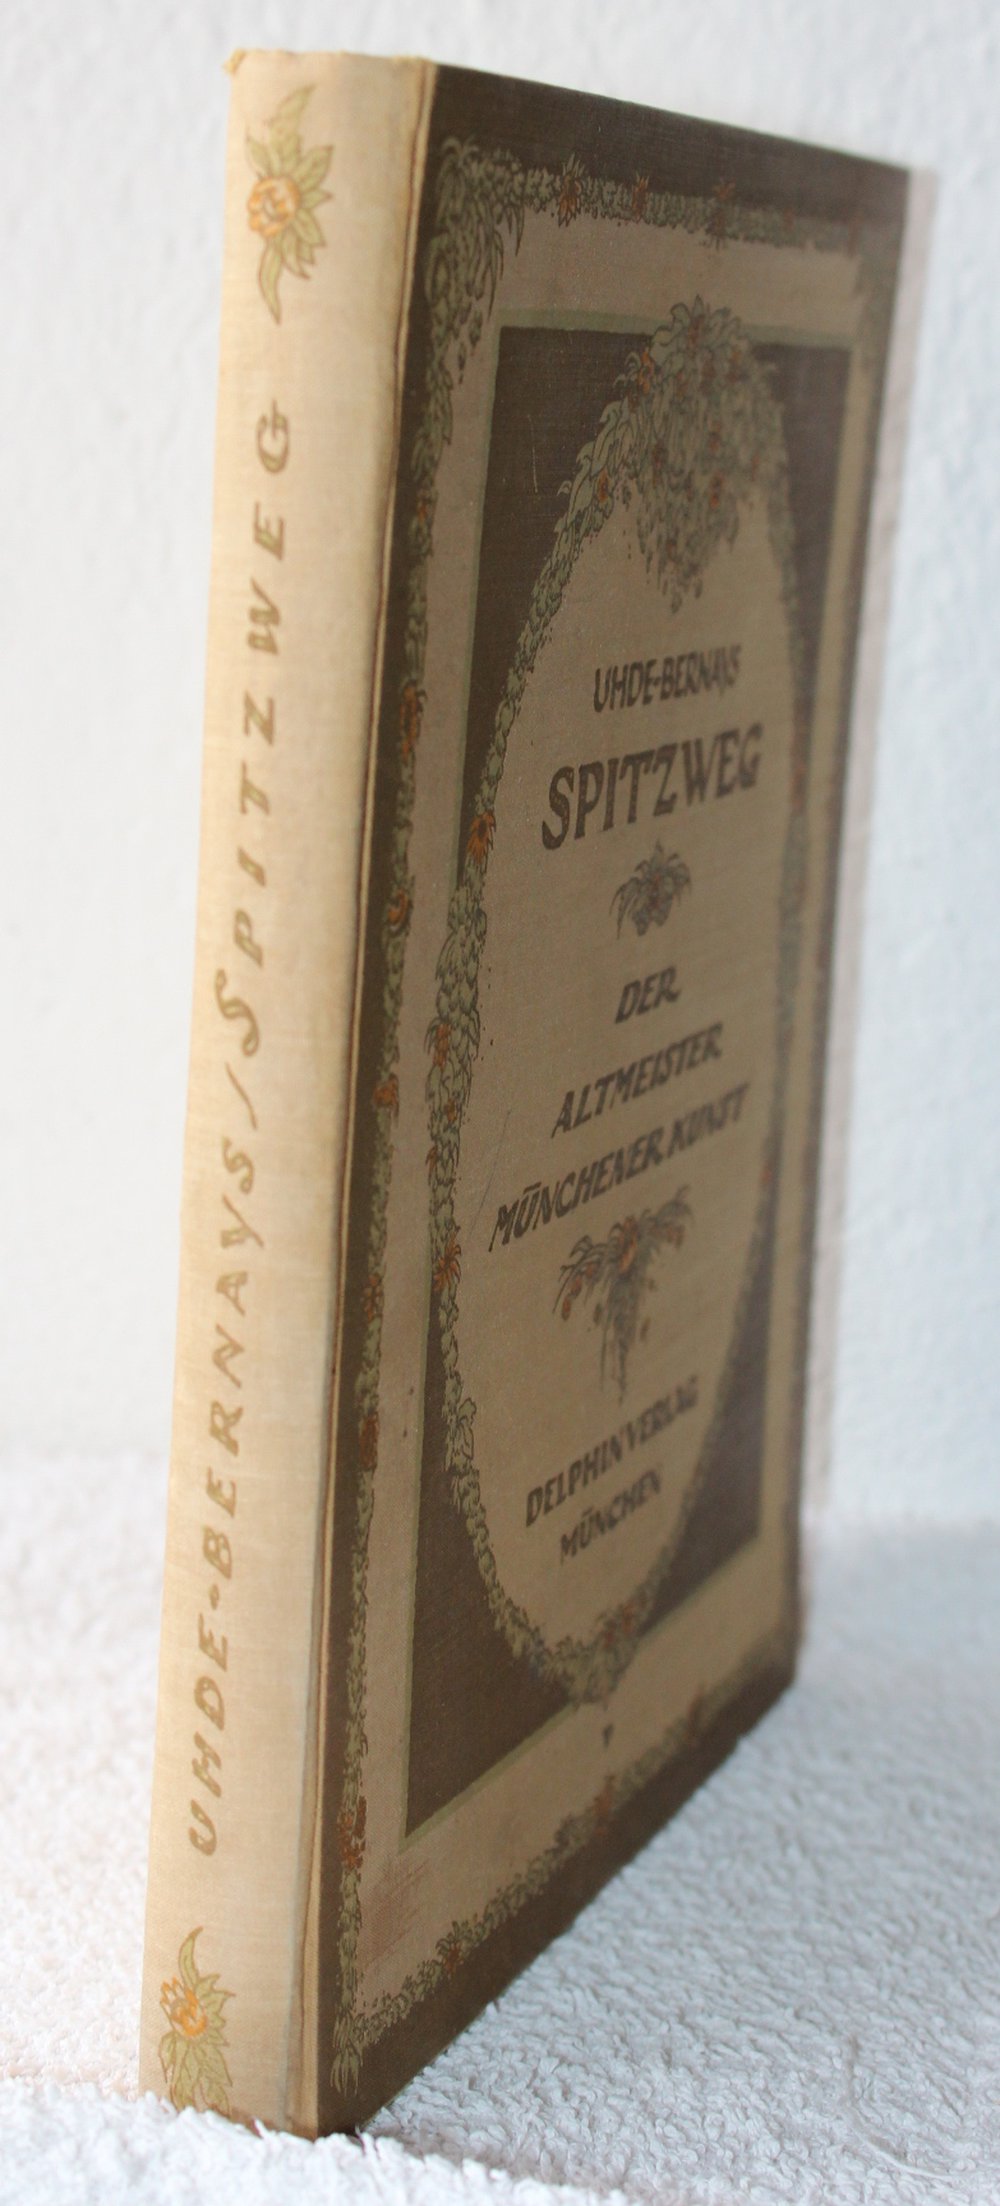 UHDE·BERNAYS/SPITZWEG
UHDE-BERNAYS
SPITZWEG
DER
ALTMEISTER
MÜNCHENER KUNST
DELPHIN VERLAG
MÜNCHEN